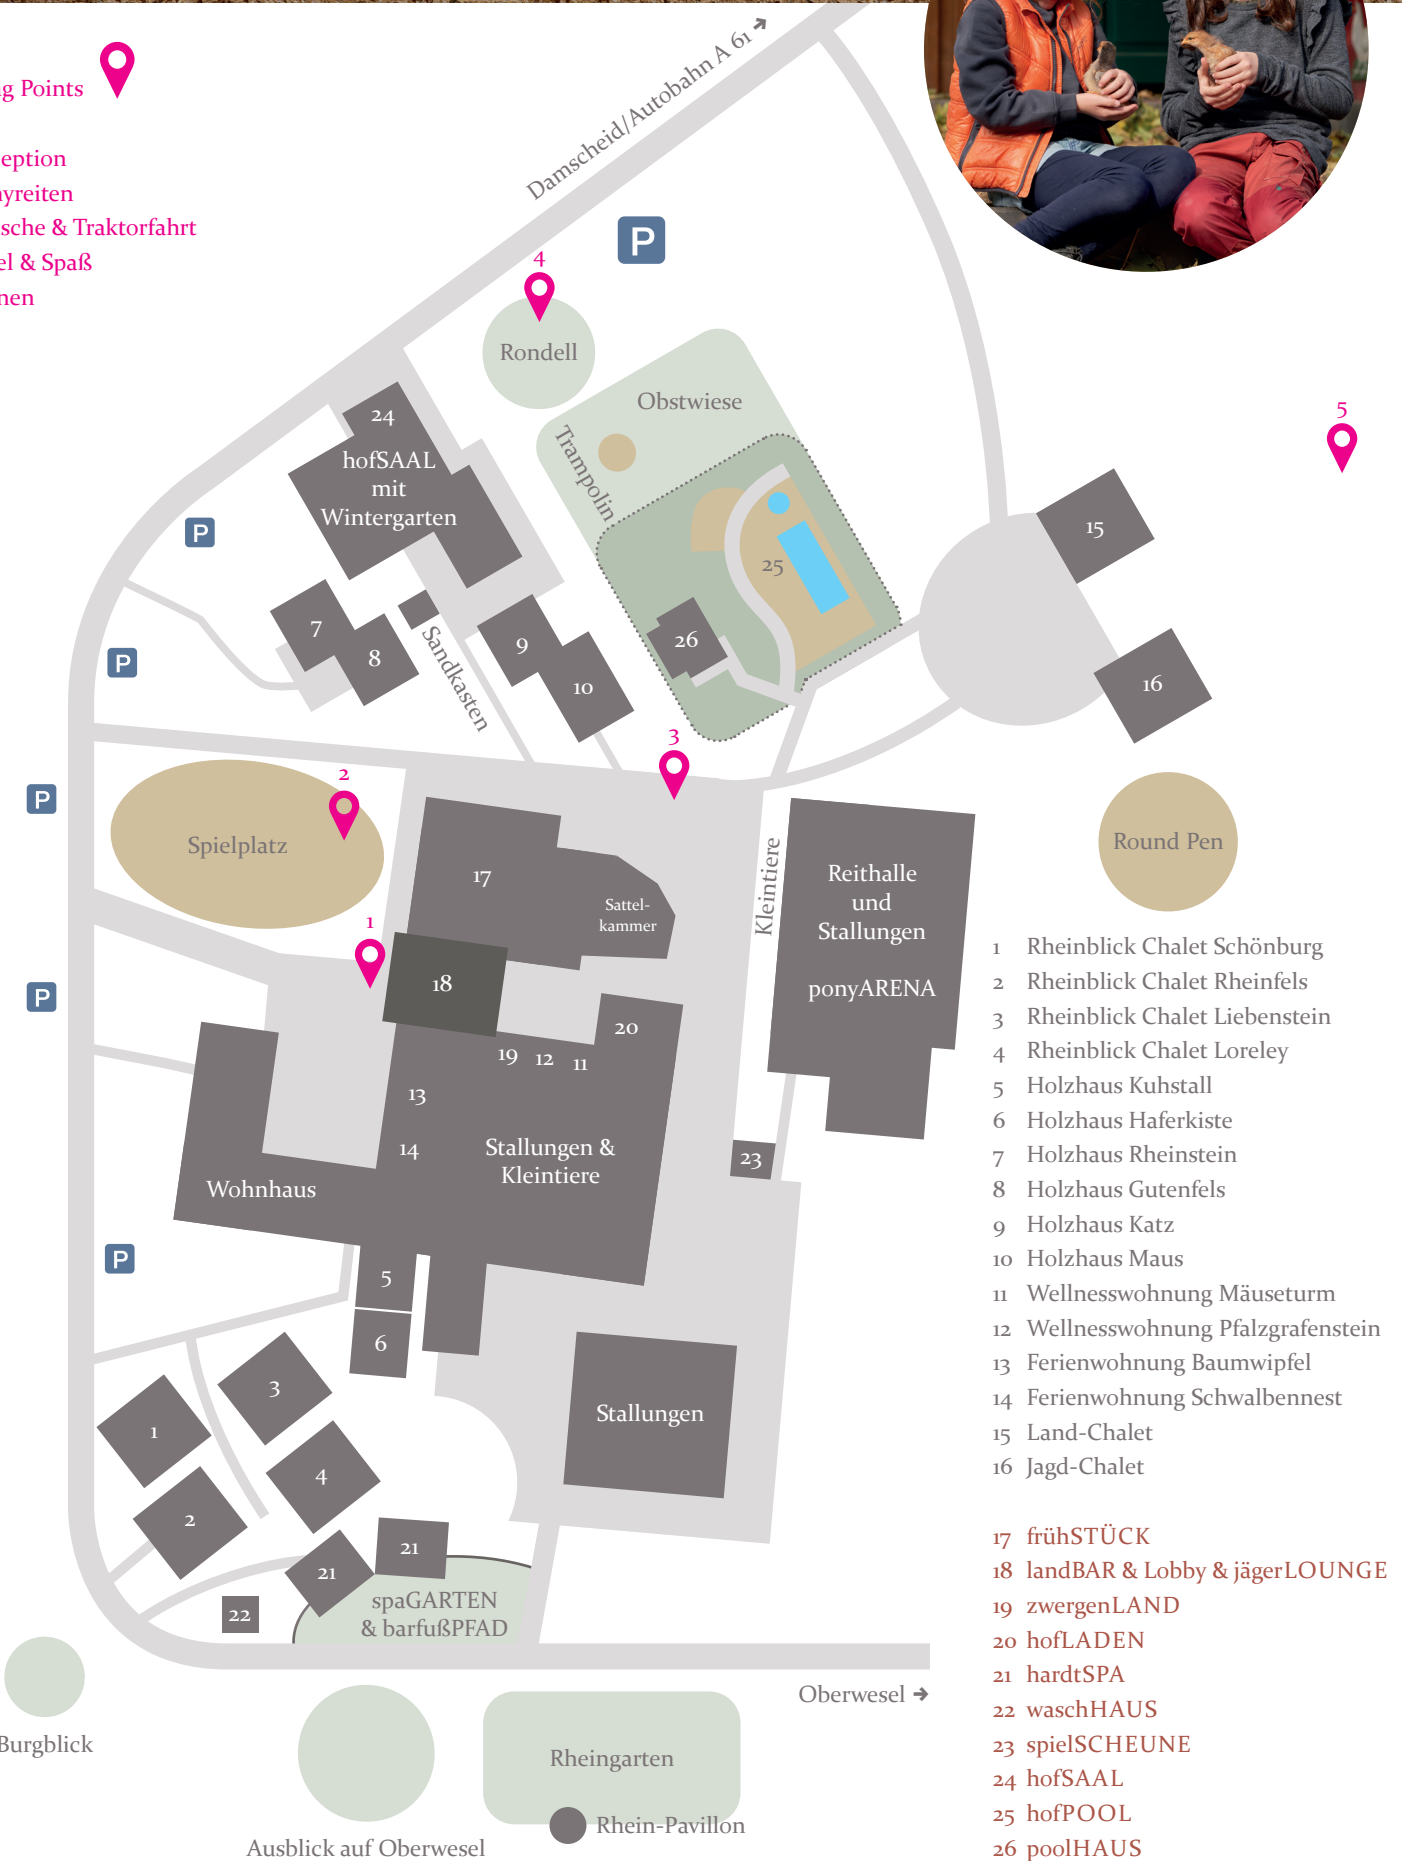 g Points
eption
yreiten
sche & Traktorfahrt
el & Spaß
nen
Damscheid/Autobahn A 61
P
4
Rondell
Obstwiese
Trampolin
5
24
hofSAAL
mit
Wintergarten
P
15
25
7
8
Sandkasten
9
10
26
P
16
3
2
P
Spielplatz
17
Sattel-
kammer
Kleintiere
Reithalle
und
Stallungen
ponyARENA
Round Pen
1
18
P
20
19
12
11
13
14
Stallungen &
Kleintiere
23
Wohnhaus
P
5
6
3
1
4
2
Stallungen
21
21
22
spaGARTEN
& barfußPFAD
Oberwesel
Burgblick
Rheingarten
Rhein-Pavillon
Ausblick auf Oberwesel
1 Rheinblick Chalet Schönburg
2 Rheinblick Chalet Rheinfels
3 Rheinblick Chalet Liebenstein
4 Rheinblick Chalet Loreley
5 Holzhaus Kuhstall
6 Holzhaus Haferkiste
7 Holzhaus Rheinstein
8 Holzhaus Gutenfels
9 Holzhaus Katz
10 Holzhaus Maus
11 Wellnesswohnung Mäuseturm
12 Wellnesswohnung Pfalzgrafenstein
13 Ferienwohnung Baumwipfel
14 Ferienwohnung Schwalbennest
15 Land-Chalet
16 Jagd-Chalet
17 frühSTÜCK
18 landBAR & Lobby & jägerLOUNGE
19 zwergenLAND
20 hofLADEN
21 hardtSPA
22 waschHAUS
23 spielSCHEUNE
24 hofSAAL
25 hofPOOL
26 poolHAUS